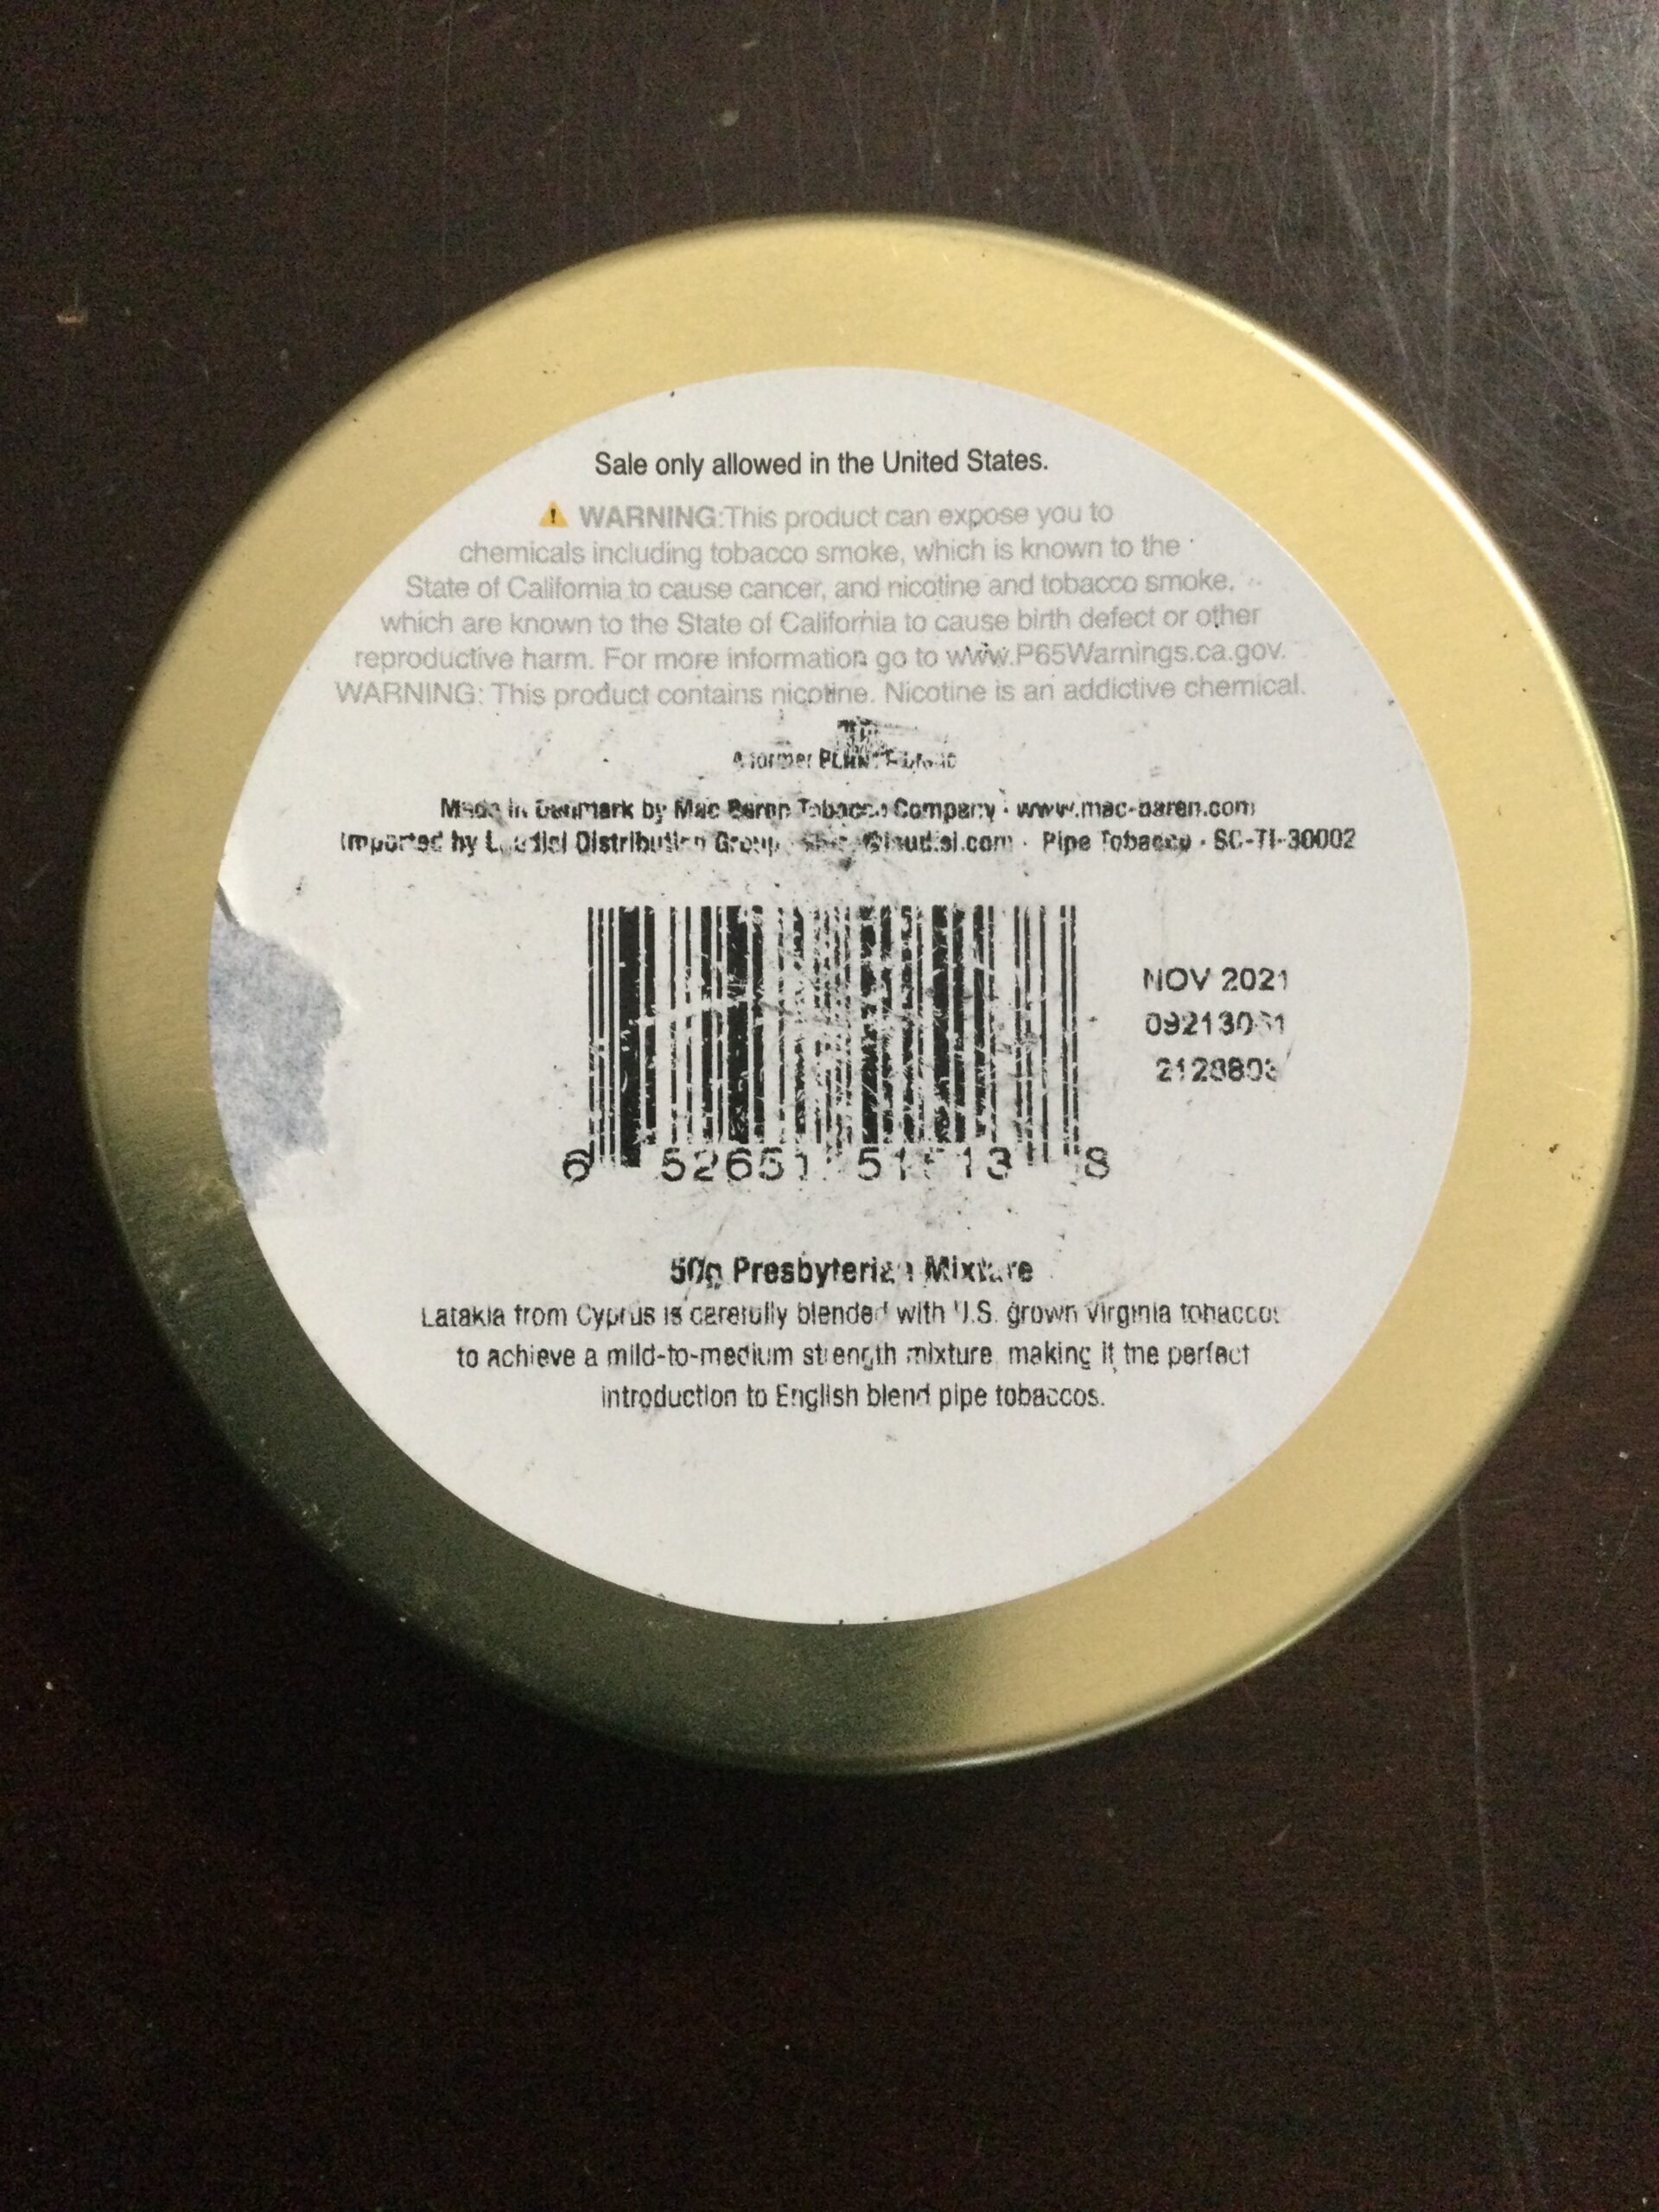 Sale only allowed in the United States.
⚠ WARNING:This product can expose you to
chemicals including tobacco smoke, which is known to the
State of California to cause cancer, and nicotine and tobacco smoke,
which are known to the State of California to cause birth defect or other
reproductive harm. For more information go to www.P65Warnings.ca.gov.
WARNING: This product contains nicotine. Nicotine is an addictive chemical.
A former
Made in Denmark by Mac Baren Tobacco Company · www.mac-baren.com
Imported by Laudisi Distribution Group · Pipe Tobacco · SC-TI-30002
NOV 2021
6 52651 8
50g Presbyterian Mixture
Latakia from Cyprus is carefully blended with U.S. grown Virginia tobaccos
to achieve a mild-to-medium strength mixture, making it the perfect
introduction to English blend pipe tobaccos.